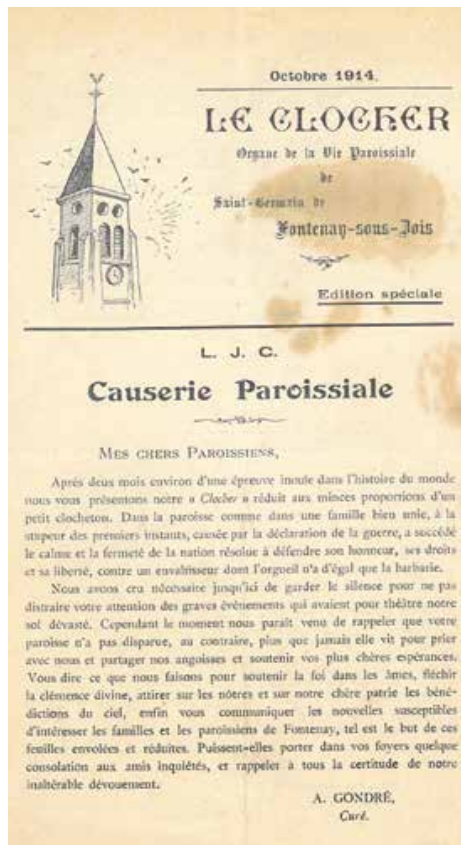 Octobre 1914.
LE CLOCHER
Organe de la Vie Paroissiale
de
Saint-Germain de
Fontenay-sous-Bois
Edition spéciale
L. J. C.
Causerie Paroissiale
MES CHERS PAROISSIENS,
Après deux mois environ d'une épreuve inouïe dans l'histoire du monde
nous vous présentons notre « Clocher » réduit aux minces proportions d'un
petit clocheton. Dans la paroisse comme dans une famille bien unie, à la
stupeur des premiers instants, causée par la déclaration de la guerre, a succédé
le calme et la fermeté de la nation résolue à défendre son honneur, ses droits
et sa liberté, contre un envahisseur dont l'orgueil n'a d'égal que la barbarie.
Nous avons cru nécessaire jusqu'ici de garder le silence pour ne pas
distraire votre attention des graves évènements qui avaient pour théâtre notre
sol dévasté. Cependant le moment nous paraît venu de rappeler que votre
paroisse n'a pas disparue, au contraire, plus que jamais elle vit pour prier
avec nous et partager nos angoisses et soutenir vos plus chères espérances.
Vous dire ce que nous faisons pour soutenir la foi dans les âmes, fléchir
la clémence divine, attirer sur les nôtres et sur notre chère patrie les béné-
dictions du ciel, enfin vous communiquer les nouvelles susceptibles
d'intéresser les familles et les paroissiens de Fontenay, tel est le but de ces
feuilles envolées et réduites. Puissent-elles porter dans vos foyers quelque
consolation aux amis inquiétés, et rappeler à tous la certitude de notre
inaltérable dévouement.
A. GONDRÉ,
Curé.